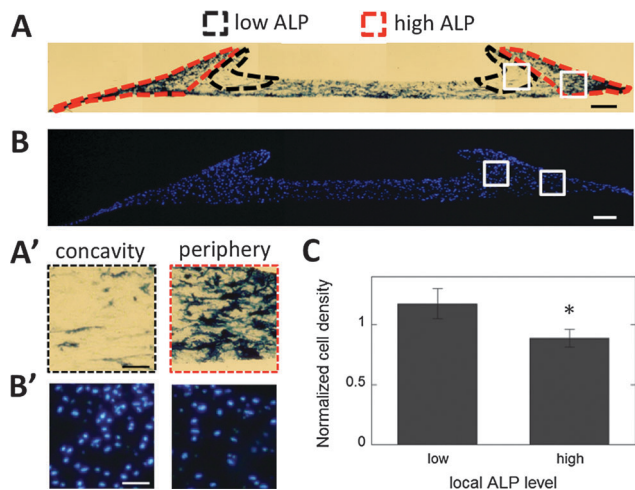 A
low ALP
high ALP
B
A'
concavity
periphery
B'
C
Normalized cell density
1
0.5
0
*
low
high
local ALP level